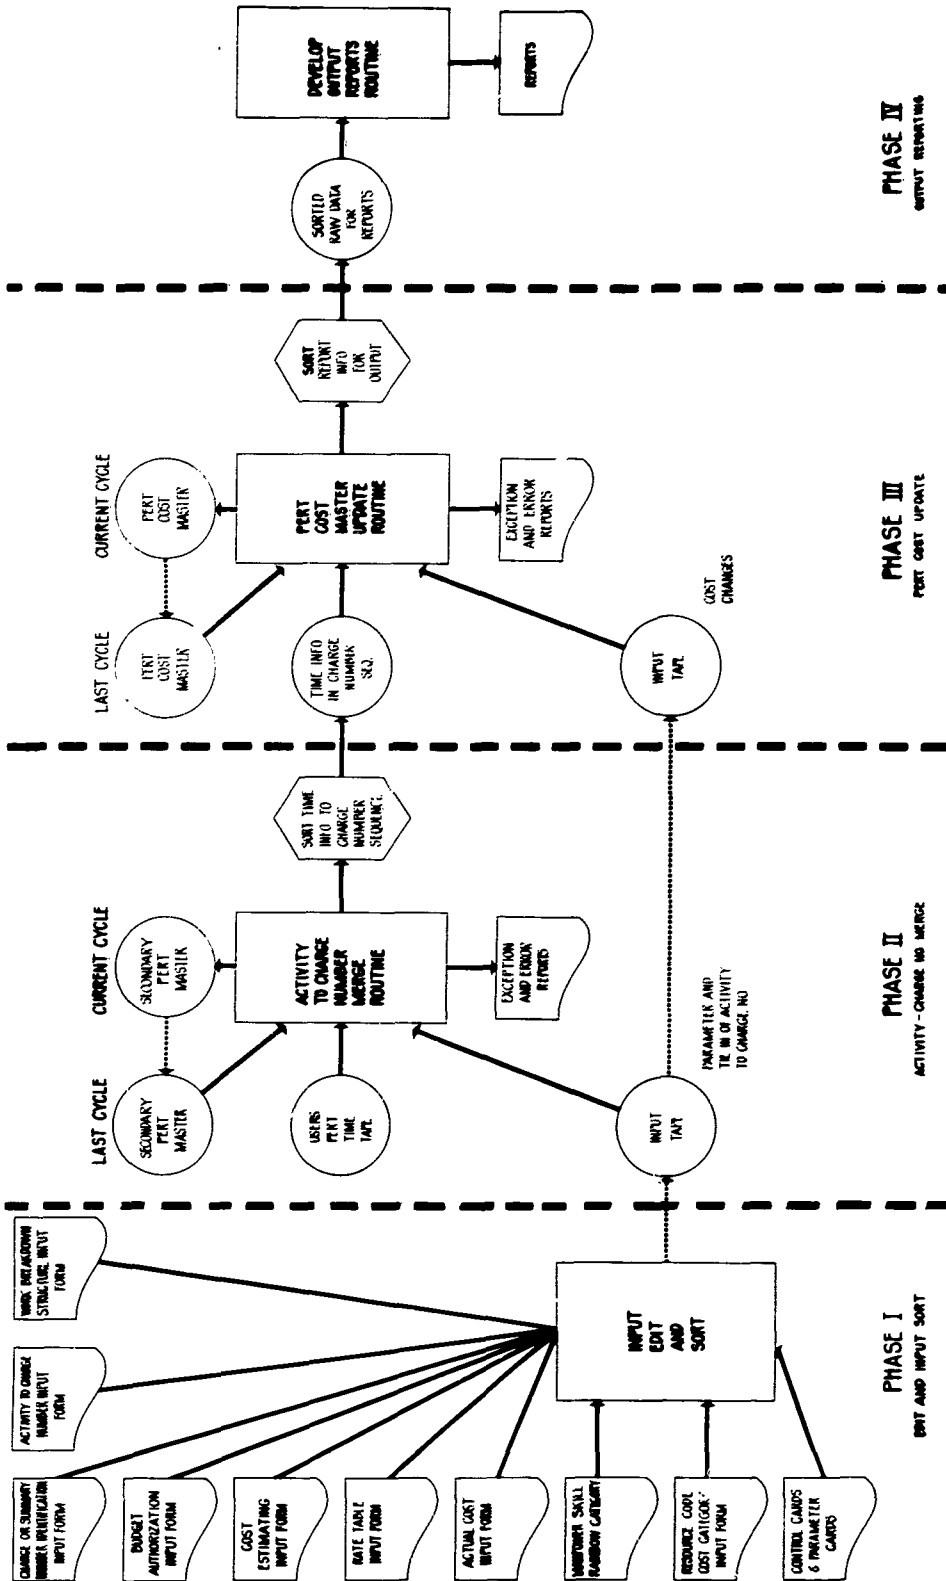 WORK BREAKDOWN
STRUCTURE INPUT
FORM
ACTIVITY TO CHARGE
NUMBER INPUT
FORM
CHARGE OR SUMMARY
NUMBER IDENTIFICATION
INPUT FORM
BUDGET
AUTHORIZATION
INPUT FORM
COST
ESTIMATING
INPUT FORM
RATE TABLE
INPUT FORM
ACTUAL COST
INPUT FORM
MANPOWER SKILL
RAINBOW CATEGORY
RESOURCE CODE
COST CATEGORY
INPUT FORM
CONTROL CARDS
& PARAMETER
CARDS
INPUT
EDIT
AND
SORT
PHASE I
EDIT AND INPUT SORT
LAST CYCLE
SECONDARY
PERT
MASTER
CURRENT CYCLE
SECONDARY
PERT
MASTER
USERS
PERT
TIME
TAPE
INPUT
TAPE
ACTIVITY
TO CHARGE
NUMBER
MERGE
ROUTINE
EXCEPTION
AND ERROR
REPORTS
SORT TIME
INFO TO
CHARGE
NUMBER
SEQUENCE
PARAMETER AND
TIE IN OF ACTIVITY
TO CHARGE NO
PHASE II
ACTIVITY-CHARGE NO MERGE
LAST CYCLE
PERT
COST
MASTER
CURRENT CYCLE
PERT
COST
MASTER
TIME INFO
IN CHARGE
NUMBER
SEQ.
INPUT
TAPE
COST
CHANGES
PERT
COST
MASTER
UPDATE
ROUTINE
EXCEPTION
AND ERROR
REPORTS
SORT
REPORT
INFO
FOR
OUTPUT
PHASE III
PERT COST UPDATE
SORTED
RAW DATA
FOR
REPORTS
DEVELOP
OUTPUT
REPORTS
ROUTINE
REPORTS
PHASE IV
OUTPUT REPORTING